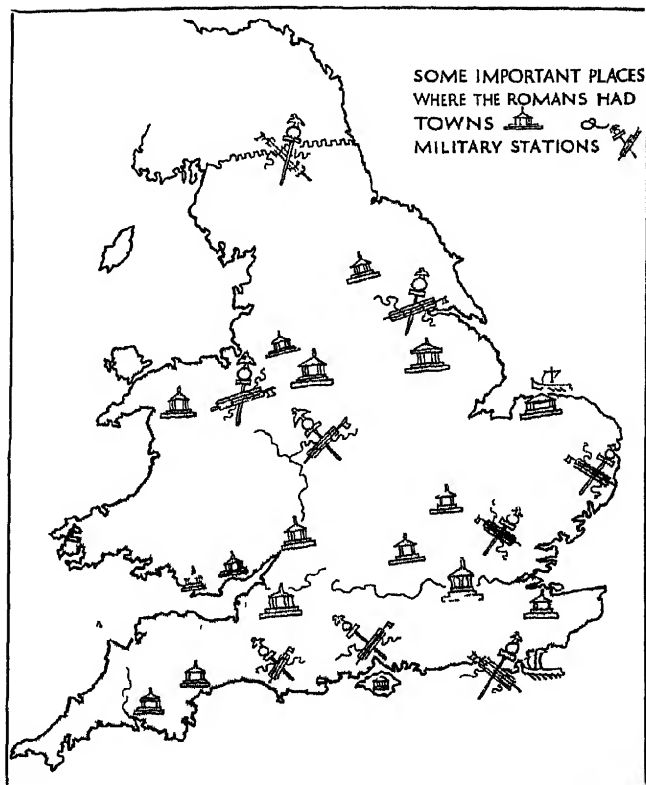 SOME IMPORTANT PLACES
WHERE THE ROMANS HAD
TOWNS
MILITARY STATIONS